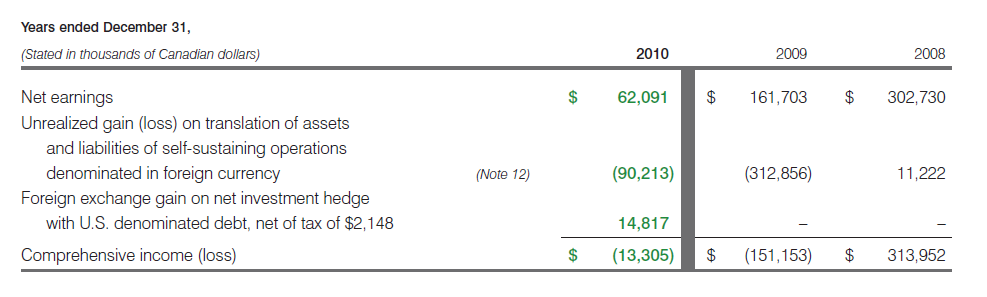 Years ended December 31,
(Stated in thousands of Canadian dollars) 2010 2009 2008
Net earnings $ 62,091 $ 161,703 $ 302,730
Unrealized gain (loss) on translation of assets
and liabilities of self-sustaining operations
denominated in foreign currency (Note 12) (90,213) (312,856) 11,222
Foreign exchange gain on net investment hedge
with U.S. denominated debt, net of tax of $2,148 14,817 – –
Comprehensive income (loss) $ (13,305) $ (151,153) $ 313,952